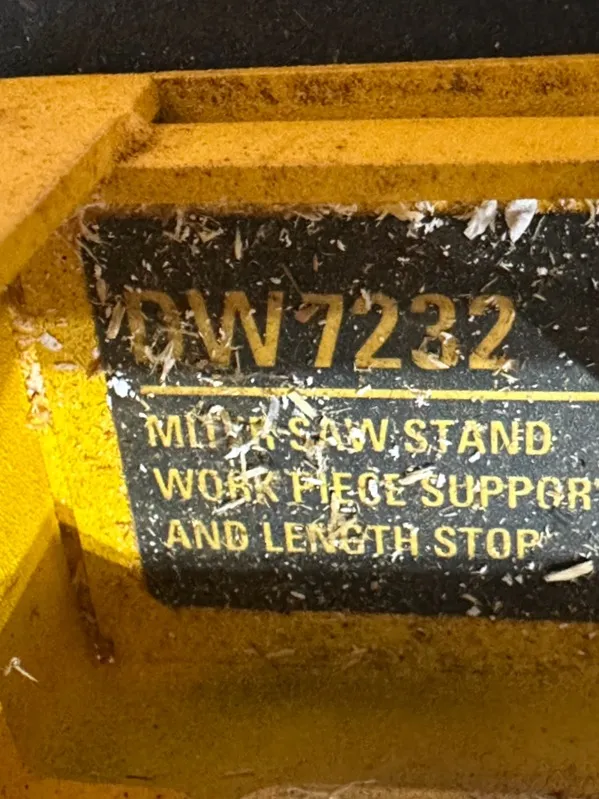 DW7232
MITER SAW STAND
WORK PIECE SUPPORT
AND LENGTH STOP